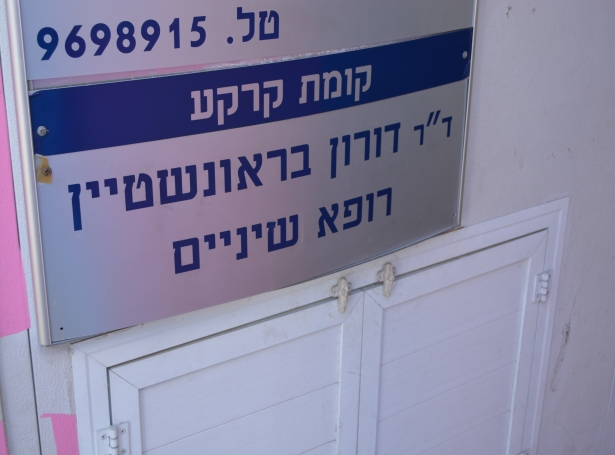 טל. 9698915
קומת קרקע
ד"ר דורון בראונשטיין
רופא שיניים